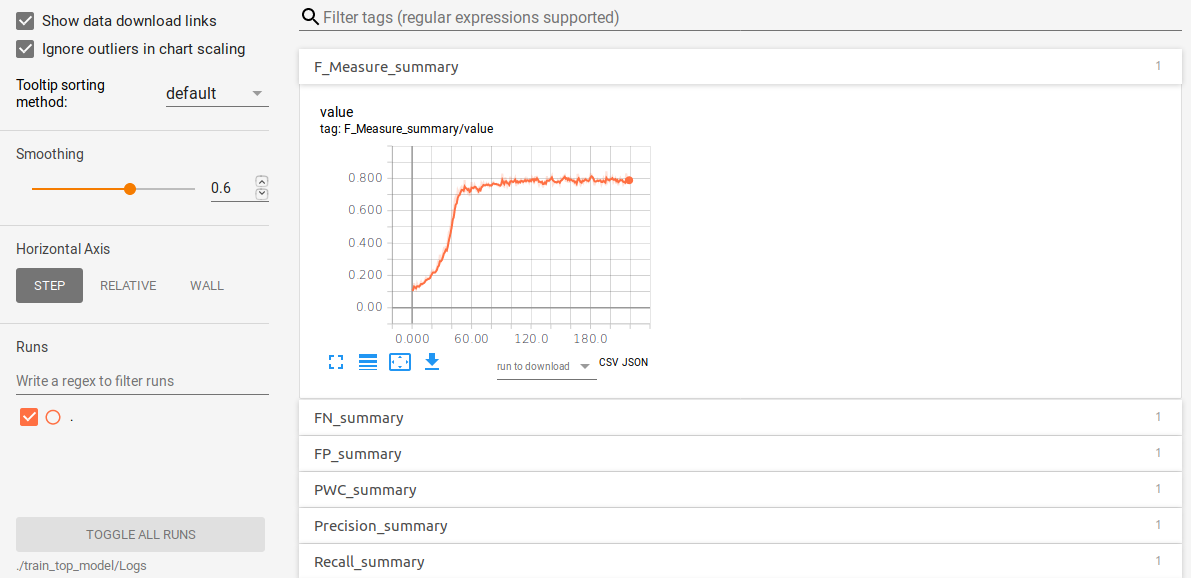 Show data download links
Ignore outliers in chart scaling
Tooltip sorting
method:
default
Smoothing
0.6
Horizontal Axis
STEP
RELATIVE
WALL
Runs
Write a regex to filter runs
.
TOGGLE ALL RUNS
./train_top_model/Logs
Filter tags (regular expressions supported)
F_Measure_summary
1
value
tag: F_Measure_summary/value
0.800
0.600
0.400
0.200
0.00
0.000 60.00 120.0 180.0
run to download
CSV JSON
FN_summary
1
FP_summary
1
PWC_summary
1
Precision_summary
1
Recall_summary
1